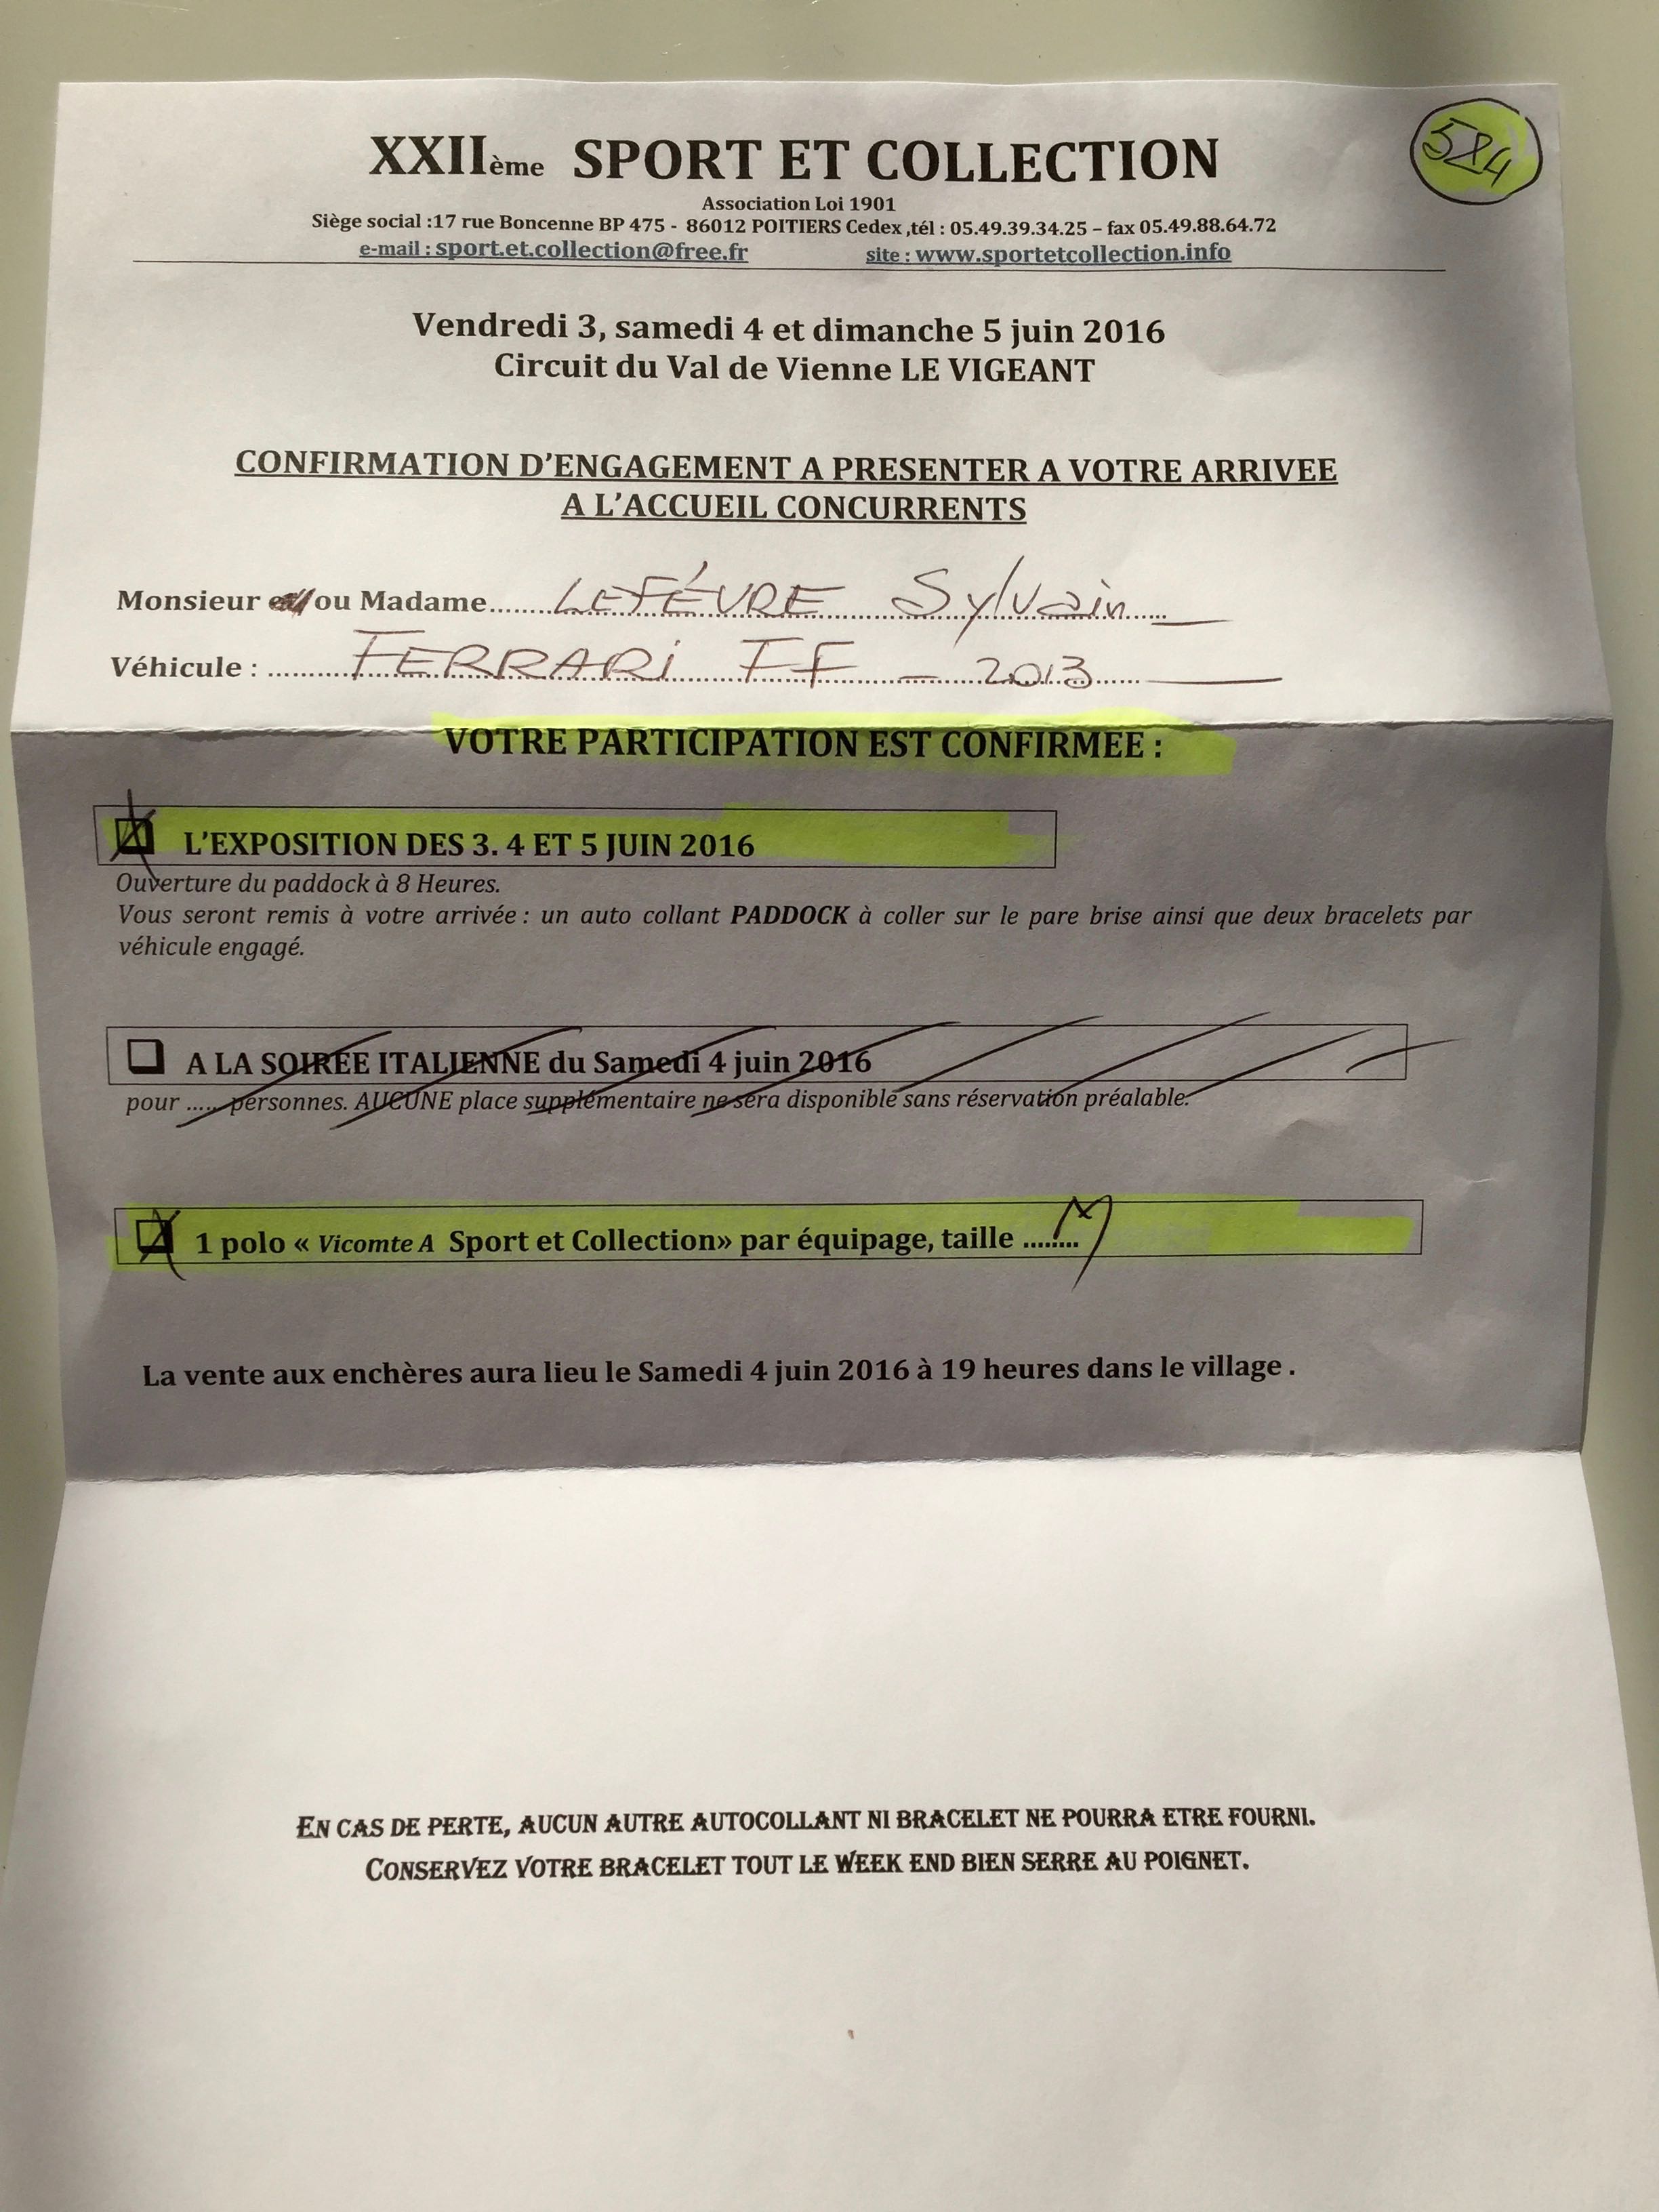 584
XXIIème SPORT ET COLLECTION
Association Loi 1901
Siège social :17 rue Boncenne BP 475 - 86012 POITIERS Cedex ,tél : 05.49.39.34.25 – fax 05.49.88.64.72
e-mail : sport.et.collection@free.fr site : www.sportetcollection.info
Vendredi 3, samedi 4 et dimanche 5 juin 2016
Circuit du Val de Vienne LE VIGEANT
CONFIRMATION D'ENGAGEMENT A PRESENTER A VOTRE ARRIVEE
A L'ACCUEIL CONCURRENTS
Monsieur ou Madame....... LEFÉVRE Sylvain
Véhicule : .......... FERRARI FF – 2013
VOTRE PARTICIPATION EST CONFIRMEE :
L'EXPOSITION DES 3. 4 ET 5 JUIN 2016
Ouverture du paddock à 8 Heures.
Vous seront remis à votre arrivée : un auto collant PADDOCK à coller sur le pare brise ainsi que deux bracelets par
véhicule engagé.
A LA SOIREE ITALIENNE du Samedi 4 juin 2016
pour ...... personnes. AUCUNE place supplémentaire ne sera disponible sans réservation préalable.
1 polo « Vicomte A Sport et Collection» par équipage, taille ........ M
La vente aux enchères aura lieu le Samedi 4 juin 2016 à 19 heures dans le village .
EN CAS DE PERTE, AUCUN AUTRE AUTOCOLLANT NI BRACELET NE POURRA ETRE FOURNI.
CONSERVEZ VOTRE BRACELET TOUT LE WEEK END BIEN SERRE AU POIGNET.